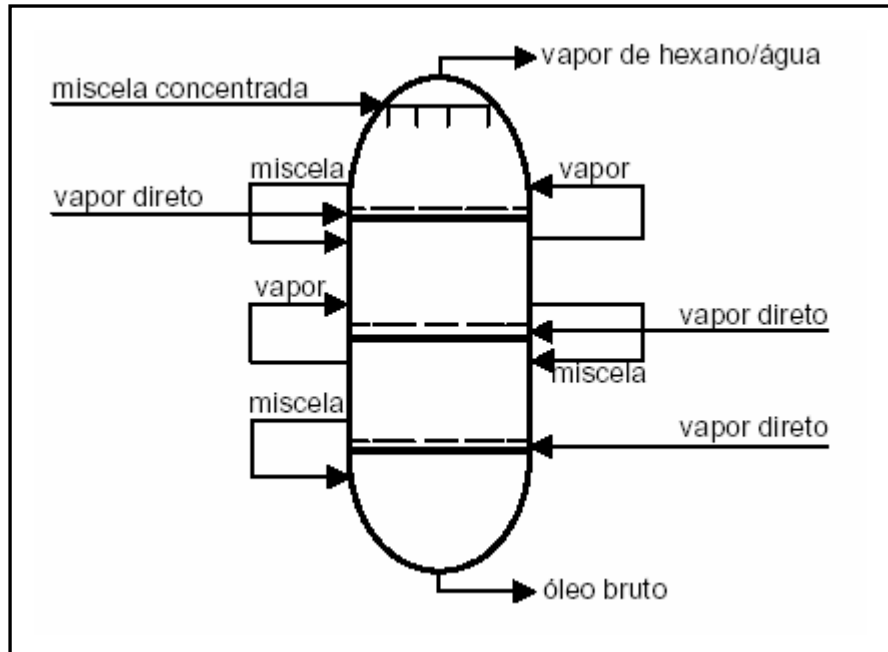 vapor de hexano/água
miscela concentrada
miscela
vapor
vapor direto
vapor
vapor direto
miscela
miscela
vapor direto
óleo bruto